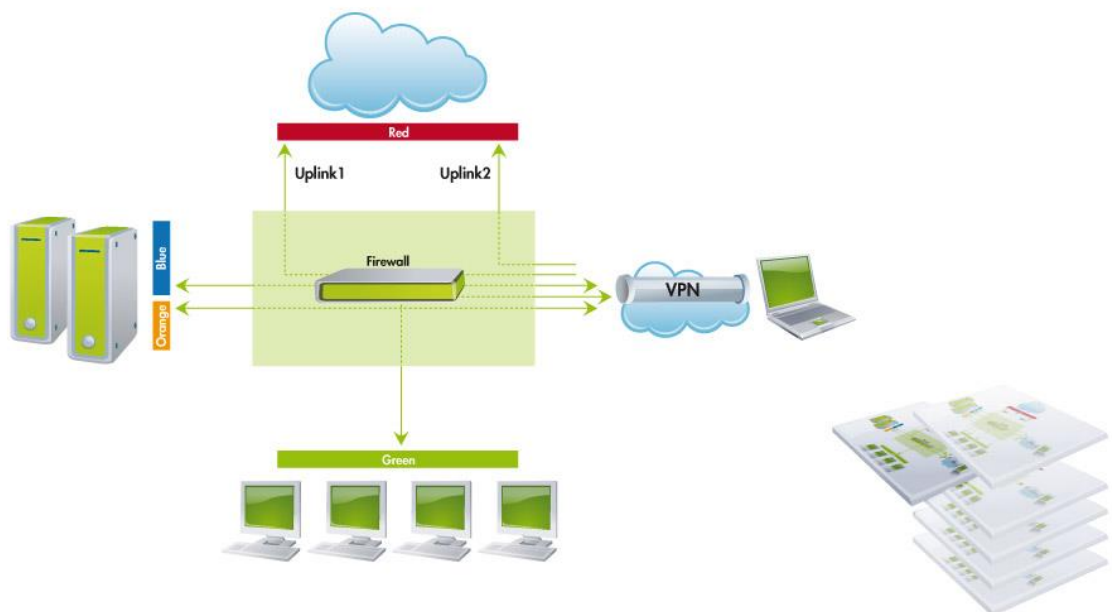 Red
Uplink1
Uplink2
Blue
Firewall
VPN
Orange
Green